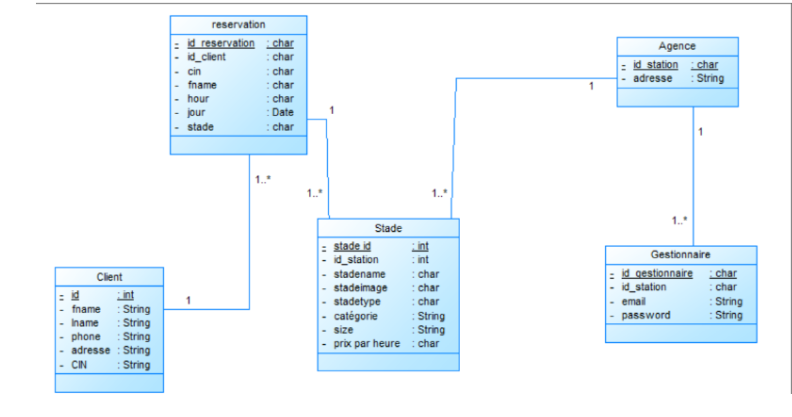 reservation
- id_reservation : char
- id_client : char
- cin : char
- fname : char
- hour : char
- jour : Date
- stade : char
Agence
- id_station : char
- adresse : String
1
1
1
1..*
1..*
1..*
1..*
Stade
- stade id : int
- id_station : int
- stadename : char
- stadeimage : char
- stadetype : char
- catégorie : String
- size : String
- prix par heure : char
Gestionnaire
- id_gestionnaire : char
- id_station : char
- email : String
- password : String
Client
- id : int
- fname : String
- lname : String
- phone : String
- adresse : String
- CIN : String
1